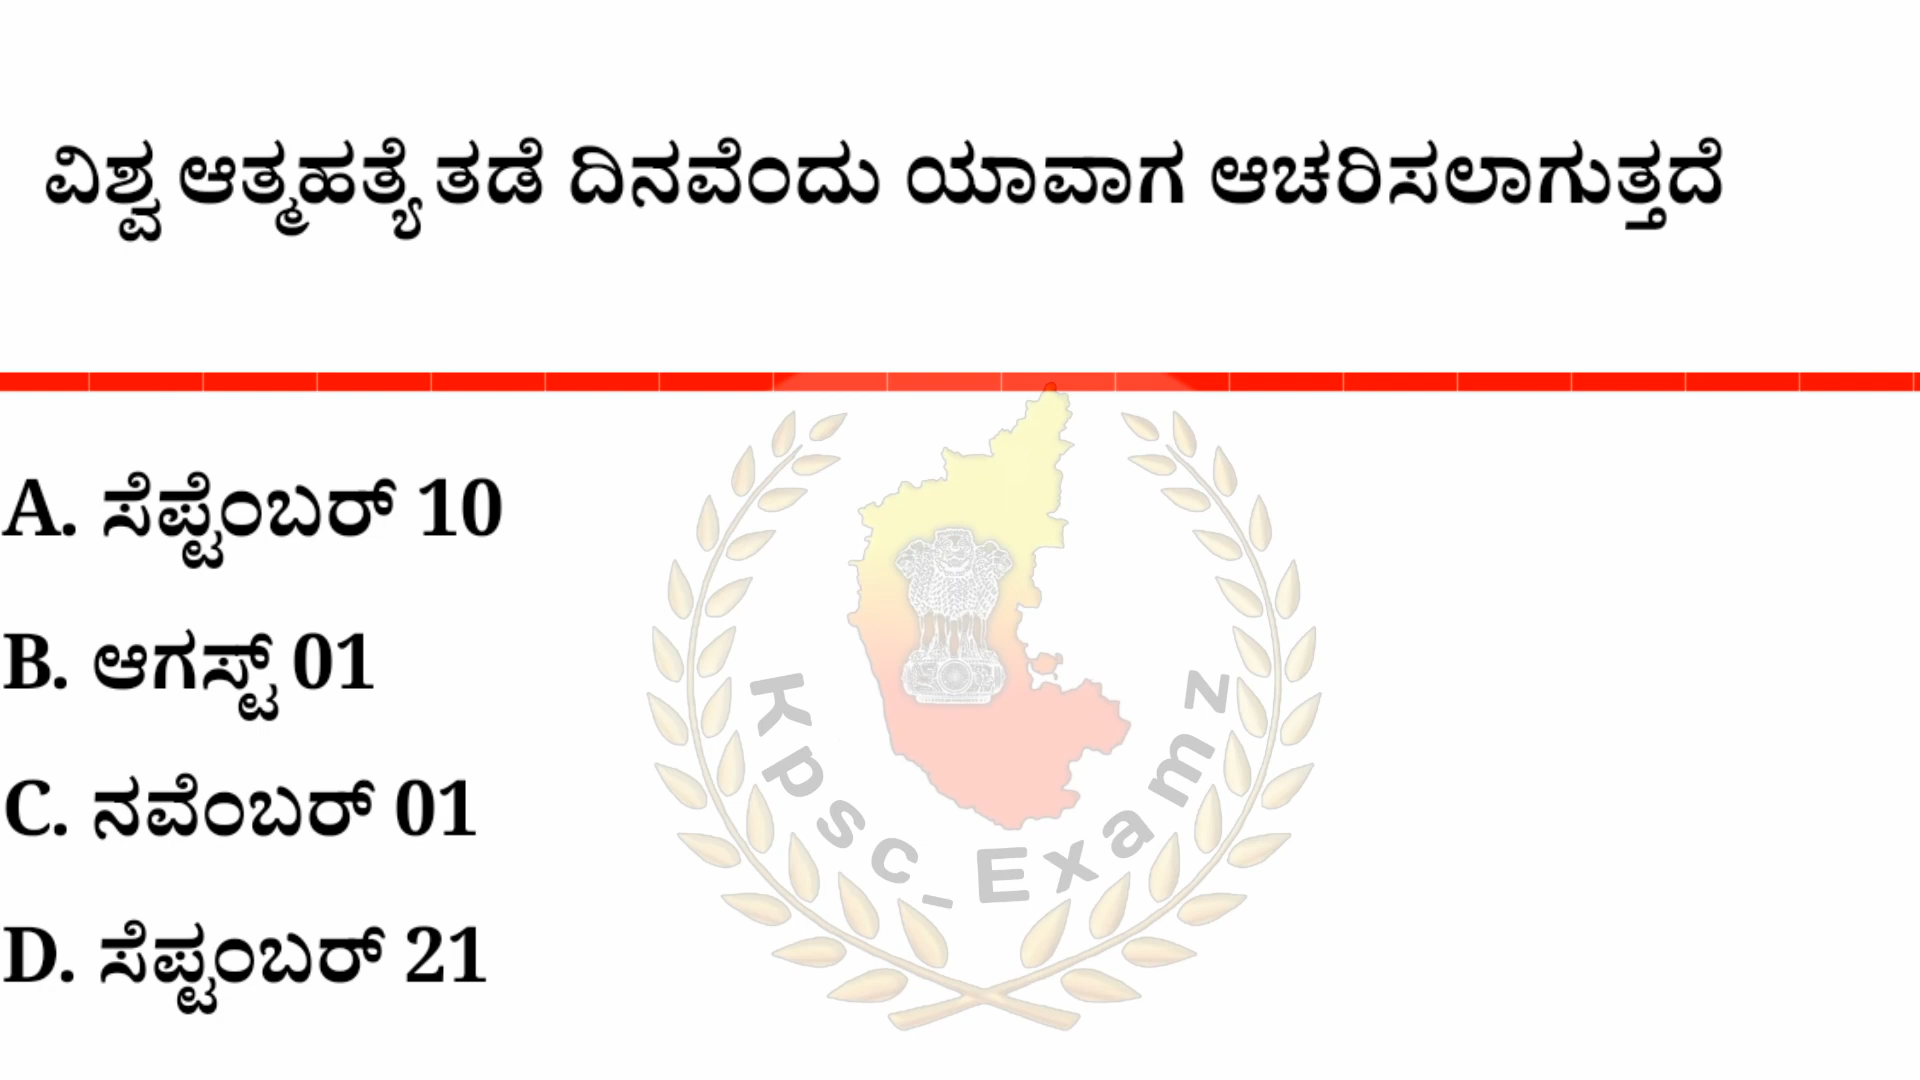 ವಿಶ್ವ ಆತ್ಮಹತ್ಯೆ ತಡೆ ದಿನವೆಂದು ಯಾವಾಗ ಆಚರಿಸಲಾಗುತ್ತದೆ
A. ಸೆಪ್ಟೆಂಬರ್ 10
B. ಆಗಸ್ಟ್ 01
C. ನವೆಂಬರ್ 01
D. ಸೆಪ್ಟಂಬರ್ 21
Kpsc_Examz